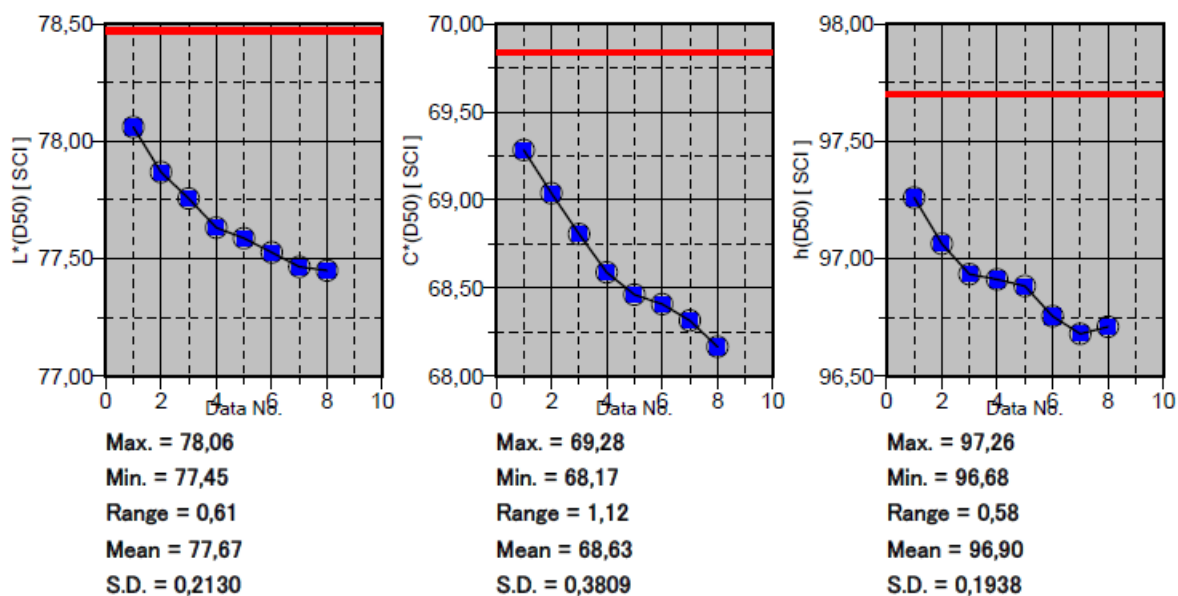 78,50
78,00
77,50
77,00
L*(D50) [ SCI ]
0 2 4 6 8 10
Data No.
Max. = 78,06
Min. = 77,45
Range = 0,61
Mean = 77,67
S.D. = 0,2130
70,00
69,50
69,00
68,50
68,00
C*(D50) [ SCI ]
0 2 4 6 8 10
Data No.
Max. = 69,28
Min. = 68,17
Range = 1,12
Mean = 68,63
S.D. = 0,3809
98,00
97,50
97,00
96,50
h(D50) [ SCI ]
0 2 4 6 8 10
Data No.
Max. = 97,26
Min. = 96,68
Range = 0,58
Mean = 96,90
S.D. = 0,1938